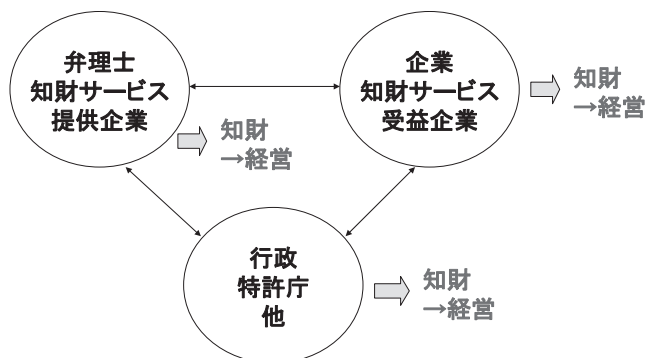 弁理士
知財サービス
提供企業
企業
知財サービス
受益企業
知財
→経営
知財
→経営
行政
特許庁
他
知財
→経営